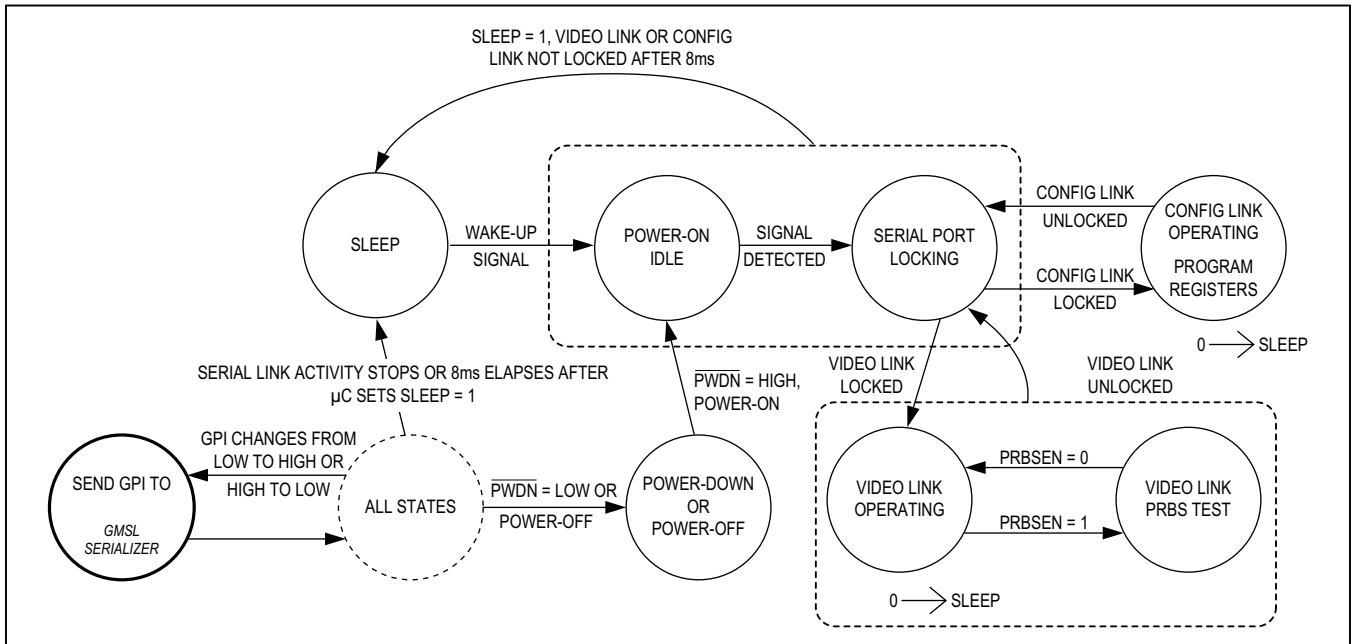 SLEEP = 1, VIDEO LINK OR CONFIG
LINK NOT LOCKED AFTER 8ms
SLEEP
WAKE-UP
SIGNAL
POWER-ON
IDLE
SIGNAL
DETECTED
SERIAL PORT
LOCKING
CONFIG LINK
UNLOCKED
CONFIG LINK
LOCKED
CONFIG LINK
OPERATING
PROGRAM
REGISTERS
0 → SLEEP
SERIAL LINK ACTIVITY STOPS OR 8ms ELAPSES AFTER
µC SETS SLEEP = 1
P̅W̅D̅N̅ = HIGH,
POWER-ON
VIDEO LINK
LOCKED
VIDEO LINK
UNLOCKED
GPI CHANGES FROM
LOW TO HIGH OR
HIGH TO LOW
SEND GPI TO
GMSL
SERIALIZER
ALL STATES
P̅W̅D̅N̅ = LOW OR
POWER-OFF
POWER-DOWN
OR
POWER-OFF
VIDEO LINK
OPERATING
PRBSEN = 0
PRBSEN = 1
VIDEO LINK
PRBS TEST
0 → SLEEP